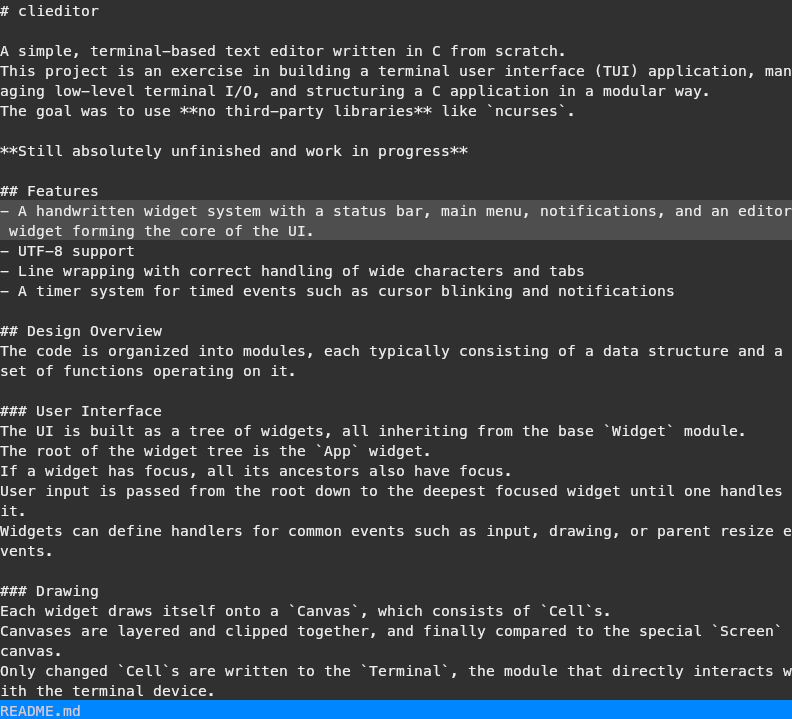 # clieditor
A simple, terminal-based text editor written in C from scratch.
This project is an exercise in building a terminal user interface (TUI) application, man
aging low-level terminal I/O, and structuring a C application in a modular way.
The goal was to use **no third-party libraries** like `ncurses`.
**Still absolutely unfinished and work in progress**
## Features
- A handwritten widget system with a status bar, main menu, notifications, and an editor
 widget forming the core of the UI.
- UTF-8 support
- Line wrapping with correct handling of wide characters and tabs
- A timer system for timed events such as cursor blinking and notifications
## Design Overview
The code is organized into modules, each typically consisting of a data structure and a
set of functions operating on it.
### User Interface
The UI is built as a tree of widgets, all inheriting from the base `Widget` module.
The root of the widget tree is the `App` widget.
If a widget has focus, all its ancestors also have focus.
User input is passed from the root down to the deepest focused widget until one handles
it.
Widgets can define handlers for common events such as input, drawing, or parent resize e
vents.
### Drawing
Each widget draws itself onto a `Canvas`, which consists of `Cell`s.
Canvases are layered and clipped together, and finally compared to the special `Screen`
canvas.
Only changed `Cell`s are written to the `Terminal`, the module that directly interacts w
ith the terminal device.
README.md